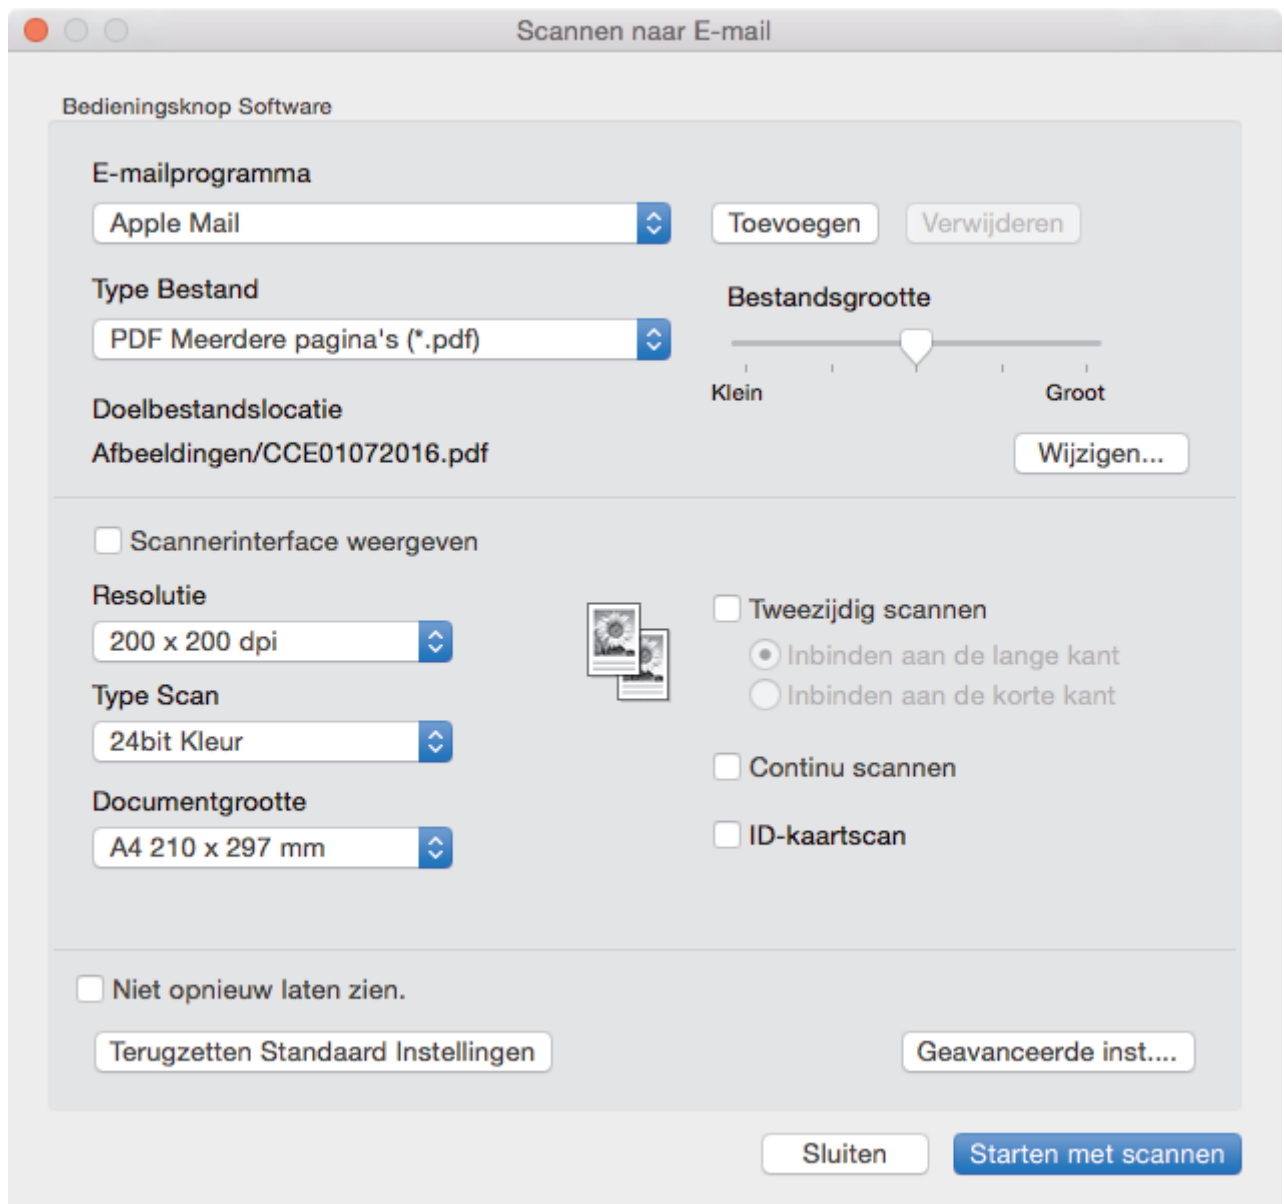 Scannen naar E-mail
Bedieningsknop Software
E-mailprogramma
Apple Mail
Toevoegen
Verwijderen
Type Bestand
Bestandsgrootte
PDF Meerdere pagina's (*.pdf)
Klein
Groot
Doelbestandslocatie
Afbeeldingen/CCE01072016.pdf
Wijzigen...
Scannerinterface weergeven
Resolutie
200 x 200 dpi
Type Scan
24bit Kleur
Documentgrootte
A4 210 x 297 mm
Tweezijdig scannen
Inbinden aan de lange kant
Inbinden aan de korte kant
Continu scannen
ID-kaartscan
Niet opnieuw laten zien.
Terugzetten Standaard Instellingen
Geavanceerde inst....
Sluiten
Starten met scannen